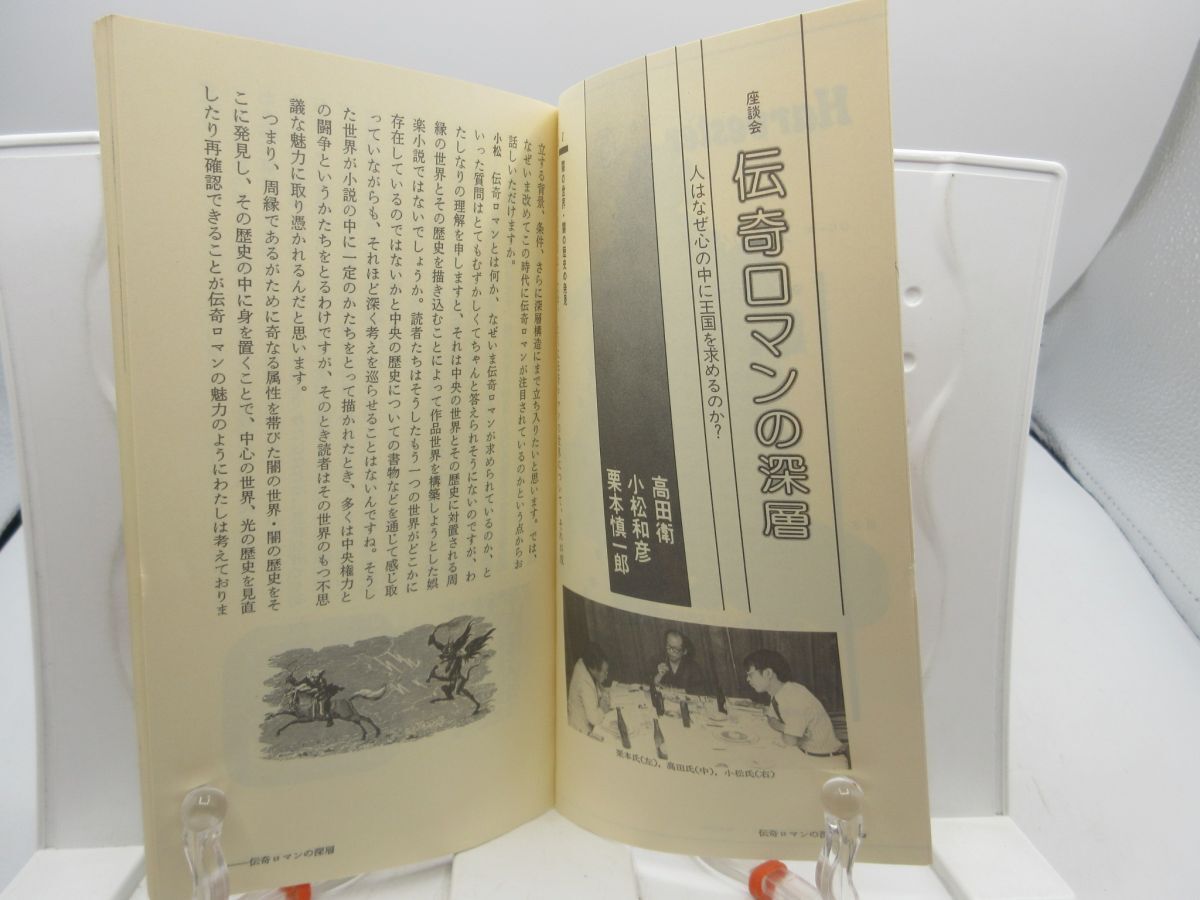 座談会
伝奇ロマンの深層
人はなぜ心の中に王国を求めるのか?
高田衛
小松和彦
栗本慎一郎
栗本氏(左),高田氏(中),小松氏(右)
伝奇ロマンの深
立する背景、条件、さらに深層構造にまで立ち入りたいと思います。では、
なぜいま改めてこの時代に伝奇ロマンが注目されているのかという点からお
話しいただけますか。
小松 伝奇ロマンとは何か、なぜいま伝奇ロマンが求められているのか、と
いった質問はとてもむずかしくてちゃんと答えられそうにないのですが、わ
たしなりの理解を申しますと、それは中央の世界とその歴史に対置される周
縁の世界とその歴史を描き込むことによって作品世界を構築しようとした娯
楽小説ではないでしょうか。読者たちはそうしたもう一つの世界がどこかに
存在しているのではないかと中央の歴史についての書物などを通じて感じ取
っていながらも、それほど深く考えを巡らせることはないんですね。そうし
た世界が小説の中に一定のかたちをとって描かれたとき、多くは中央権力と
の闘争というかたちをとるわけですが、そのとき読者はその世界のもつ不思
議な魅力に取り憑かれるんだと思います。
つまり、周縁であるがために奇なる属性を帯びた闇の世界・闇の歴史をそ
こに発見し、その歴史の中に身を置くことで、中心の世界、光の歴史を見直
したり再確認できることが伝奇ロマンの魅力のようにわたしは考えておりま
——伝奇ロマンの深層